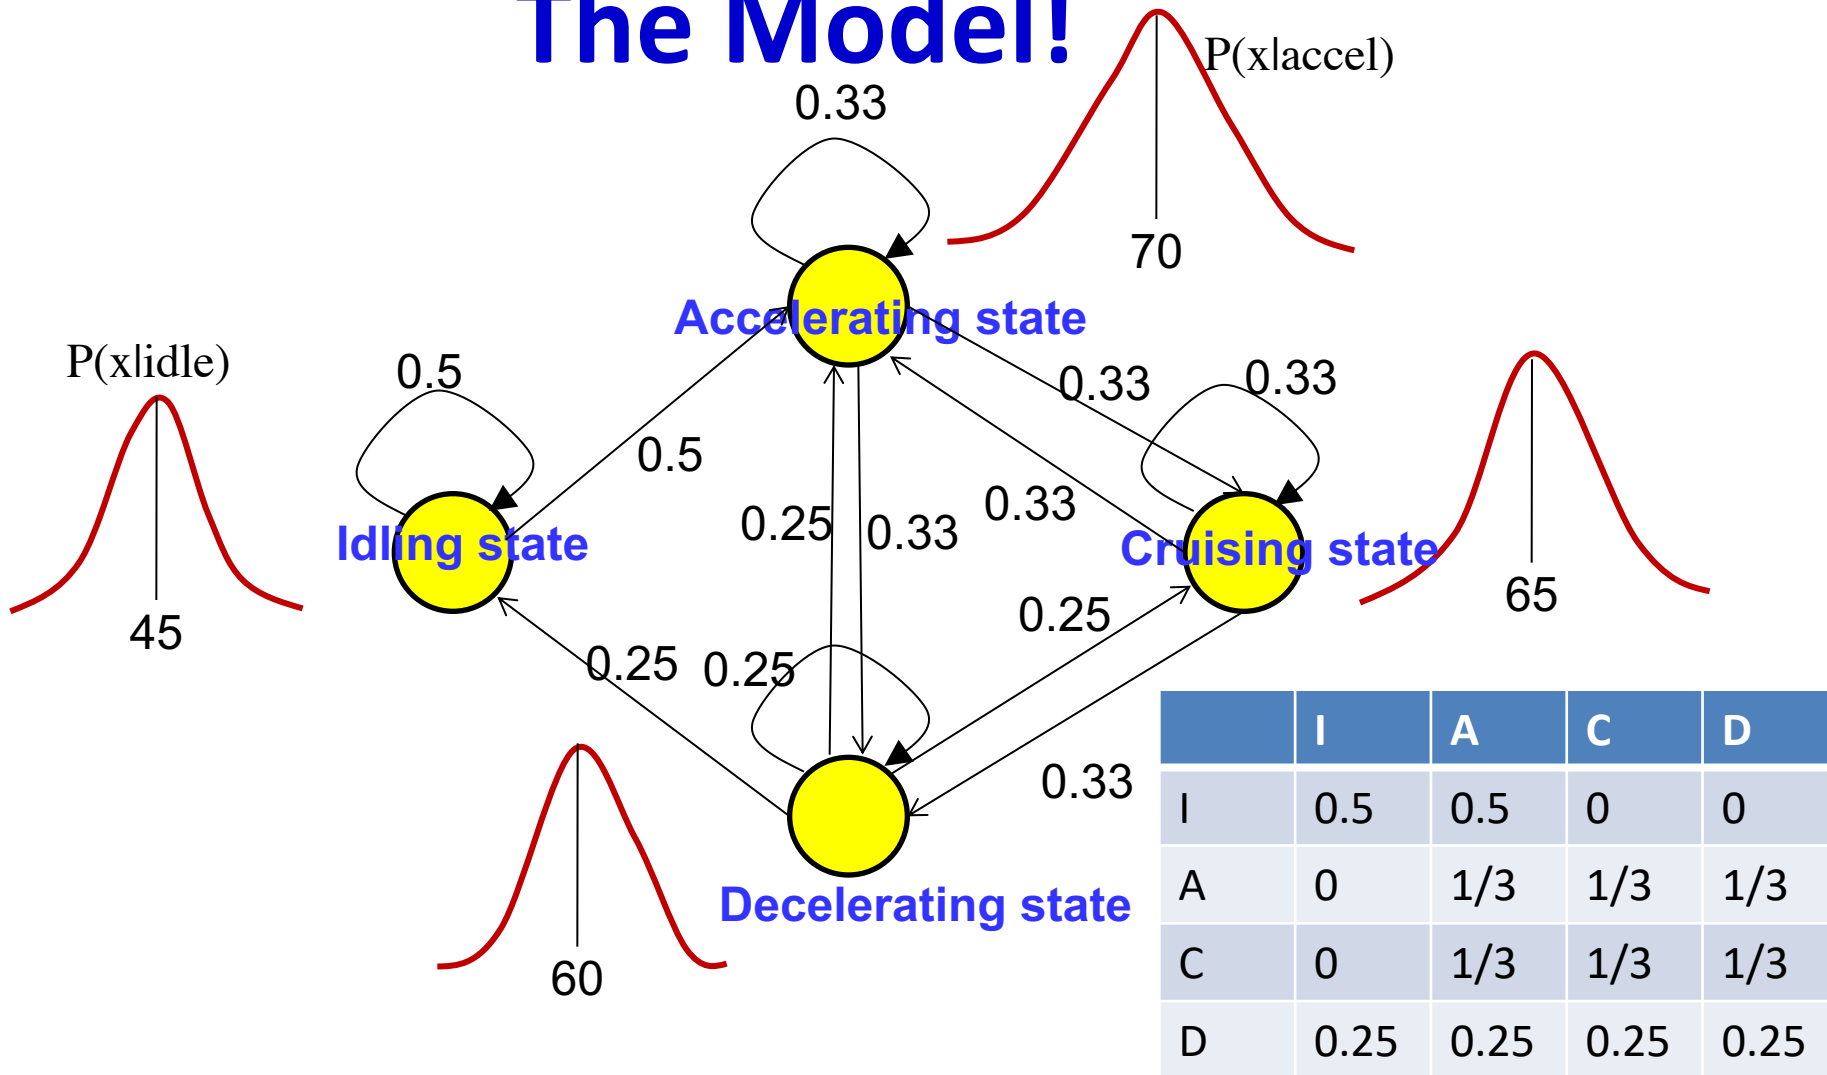 The Model!
P(x|accel)
0.33
70
Accelerating state
P(x|idle)
0.5
0.33
0.33
0.5
0.25
0.33
0.33
Idling state
Cruising state
45
65
0.25
0.25
0.25
0.33
60
Decelerating state
I A C D
I 0.5 0.5 0 0
A 0 1/3 1/3 1/3
C 0 1/3 1/3 1/3
D 0.25 0.25 0.25 0.25